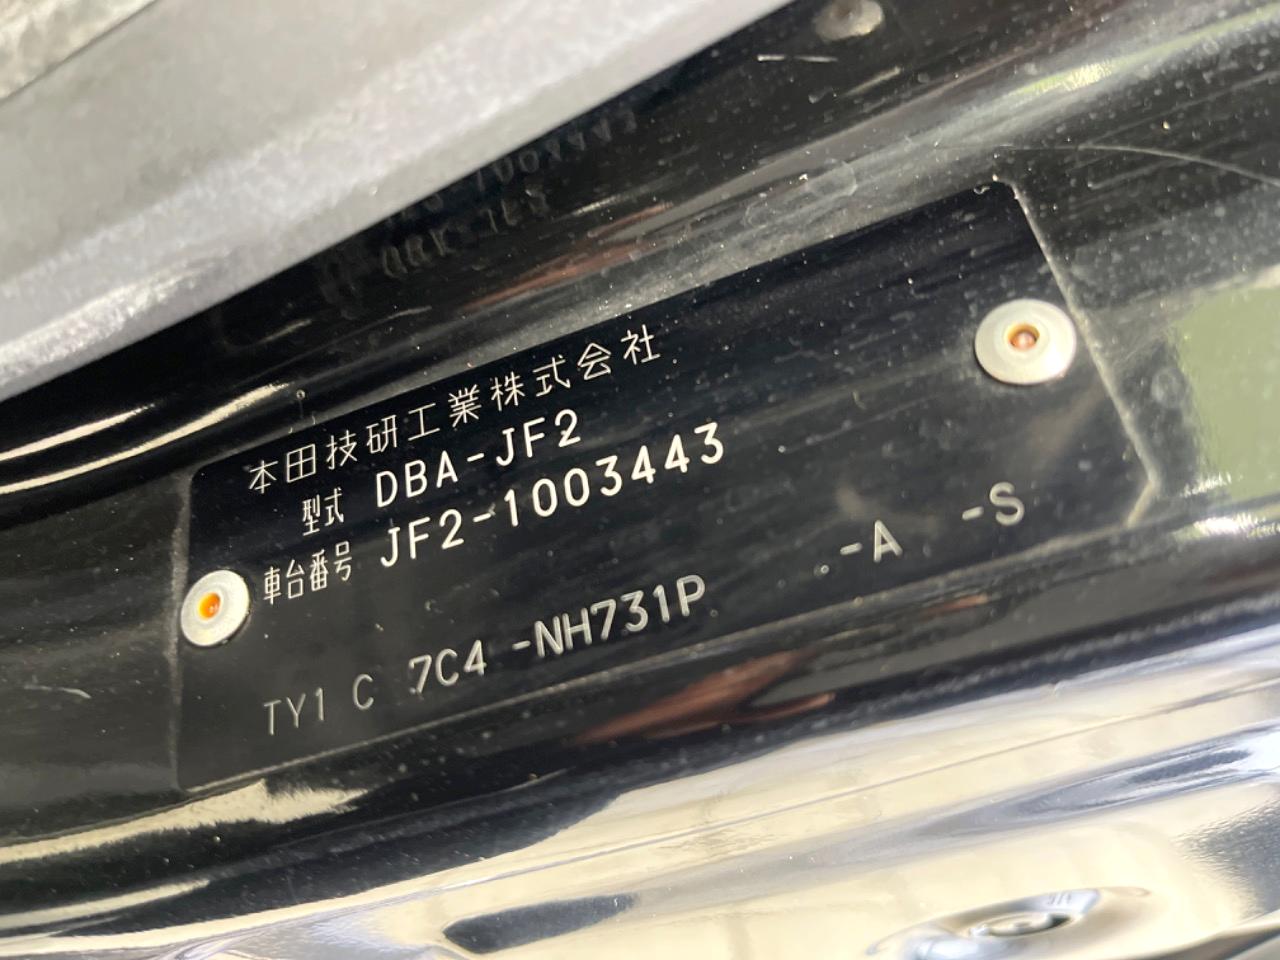 本田技研工業株式会社
型式 DBA-JF2
車台番号 JF2-1003443
TY1 C 7C4 -NH731P -A -S